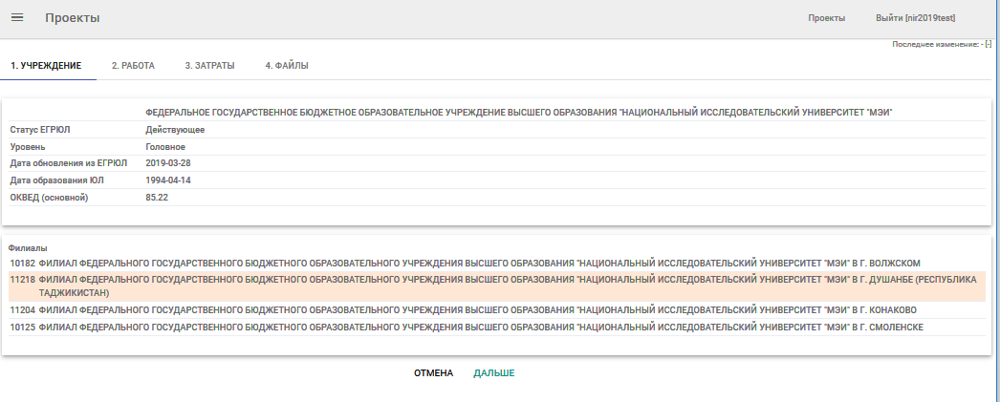 Проекты
Проекты
Выйти [nir2019test]
Последнее изменение: - [-]
1. УЧРЕЖДЕНИЕ
2. РАБОТА
3. ЗАТРАТЫ
4. ФАЙЛЫ
ФЕДЕРАЛЬНОЕ ГОСУДАРСТВЕННОЕ БЮДЖЕТНОЕ ОБРАЗОВАТЕЛЬНОЕ УЧРЕЖДЕНИЕ ВЫСШЕГО ОБРАЗОВАНИЯ "НАЦИОНАЛЬНЫЙ ИССЛЕДОВАТЕЛЬСКИЙ УНИВЕРСИТЕТ "МЭИ"
Статус ЕГРЮЛ Действующее
Уровень Головное
Дата обновления из ЕГРЮЛ 2019-03-28
Дата образования ЮЛ 1994-04-14
ОКВЕД (основной) 85.22
Филиалы
10182 ФИЛИАЛ ФЕДЕРАЛЬНОГО ГОСУДАРСТВЕННОГО БЮДЖЕТНОГО ОБРАЗОВАТЕЛЬНОГО УЧРЕЖДЕНИЯ ВЫСШЕГО ОБРАЗОВАНИЯ "НАЦИОНАЛЬНЫЙ ИССЛЕДОВАТЕЛЬСКИЙ УНИВЕРСИТЕТ "МЭИ" В Г. ВОЛЖСКОМ
11218 ФИЛИАЛ ФЕДЕРАЛЬНОГО ГОСУДАРСТВЕННОГО БЮДЖЕТНОГО ОБРАЗОВАТЕЛЬНОГО УЧРЕЖДЕНИЯ ВЫСШЕГО ОБРАЗОВАНИЯ "НАЦИОНАЛЬНЫЙ ИССЛЕДОВАТЕЛЬСКИЙ УНИВЕРСИТЕТ "МЭИ" В Г. ДУШАНБЕ (РЕСПУБЛИКА
ТАДЖИКИСТАН)
11204 ФИЛИАЛ ФЕДЕРАЛЬНОГО ГОСУДАРСТВЕННОГО БЮДЖЕТНОГО ОБРАЗОВАТЕЛЬНОГО УЧРЕЖДЕНИЯ ВЫСШЕГО ОБРАЗОВАНИЯ "НАЦИОНАЛЬНЫЙ ИССЛЕДОВАТЕЛЬСКИЙ УНИВЕРСИТЕТ "МЭИ" В Г. КОНАКОВО
10125 ФИЛИАЛ ФЕДЕРАЛЬНОГО ГОСУДАРСТВЕННОГО БЮДЖЕТНОГО ОБРАЗОВАТЕЛЬНОГО УЧРЕЖДЕНИЯ ВЫСШЕГО ОБРАЗОВАНИЯ "НАЦИОНАЛЬНЫЙ ИССЛЕДОВАТЕЛЬСКИЙ УНИВЕРСИТЕТ "МЭИ" В Г. СМОЛЕНСКЕ
ОТМЕНА
ДАЛЬШЕ